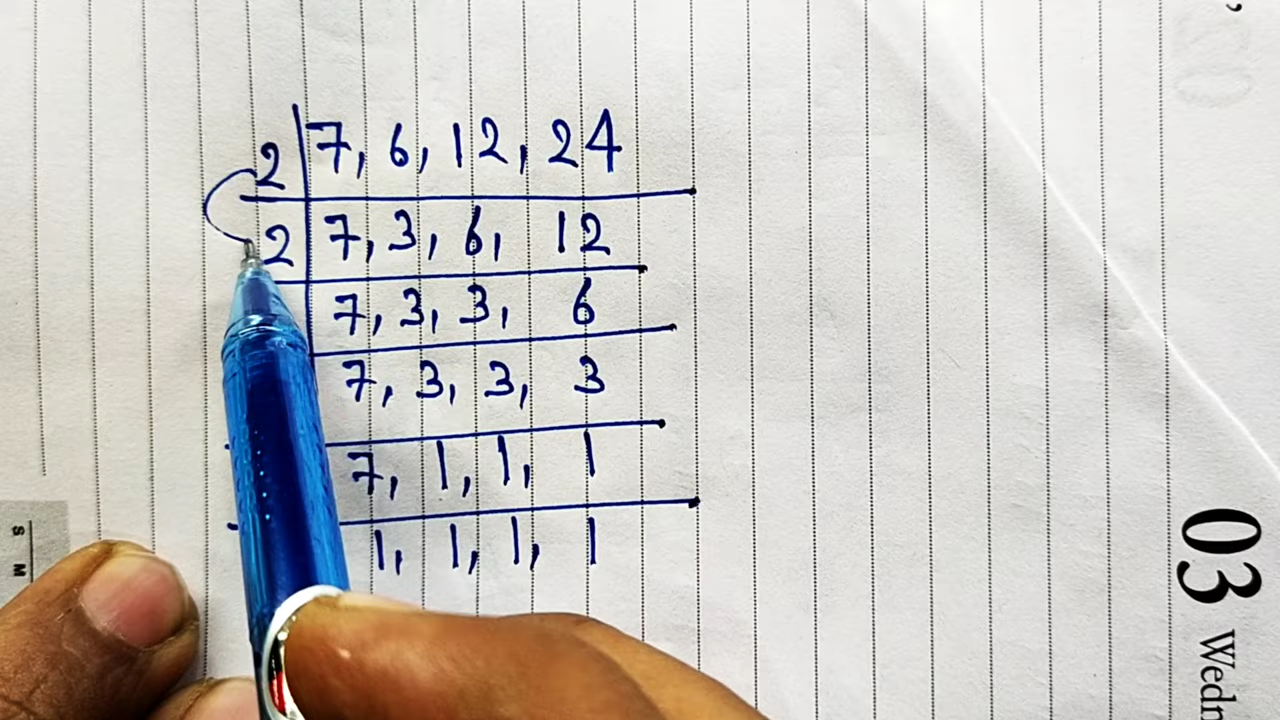 2 | 7, 6, 12, 24
2 | 7, 3, 6, 12
7, 3, 3, 6
7, 3, 3, 3
7, 1, 1, 1
1, 1, 1, 1
S M
03 Wedn